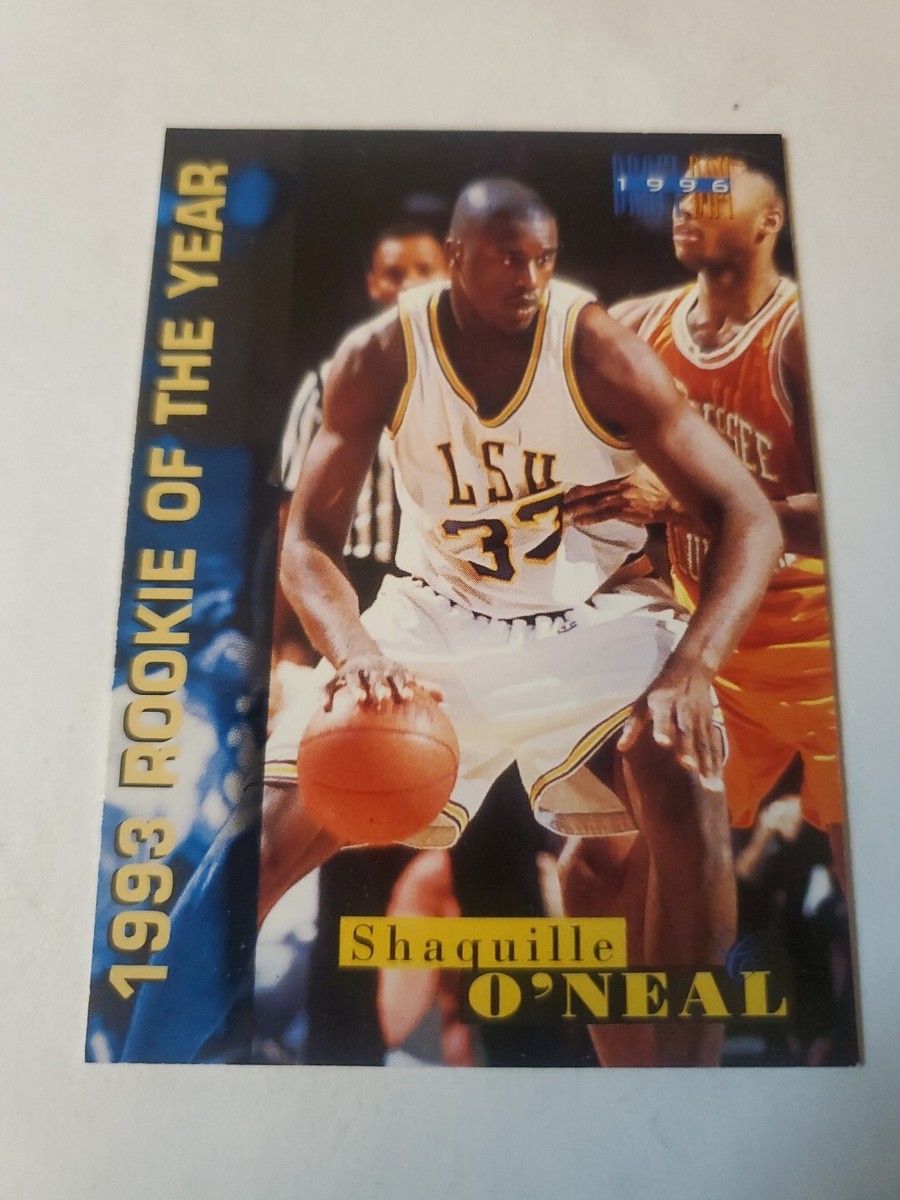 1993 ROOKIE OF THE YEAR
1996
LSU
33
Shaquille
O'NEAL